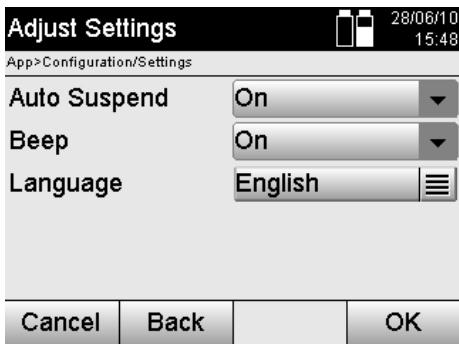 Adjust Settings
28/06/10
15:48
App>Configuration/Settings
Auto Suspend On
Beep On
Language English
Cancel Back OK